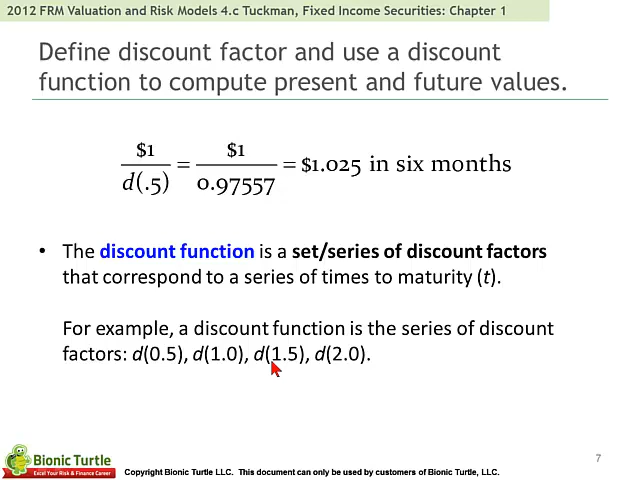 2012 FRM Valuation and Risk Models 4.c Tuckman, Fixed Income Securities: Chapter 1
Define discount factor and use a discount
function to compute present and future values.
$1 / d(.5) = $1 / 0.97557 = $1.025 in six months
• The discount function is a set/series of discount factors
that correspond to a series of times to maturity (t).
For example, a discount function is the series of discount
factors: d(0.5), d(1.0), d(1.5), d(2.0).
7
Bionic Turtle
Excel Your Risk & Finance Career
Copyright Bionic Turtle LLC. This document can only be used by customers of Bionic Turtle, LLC.